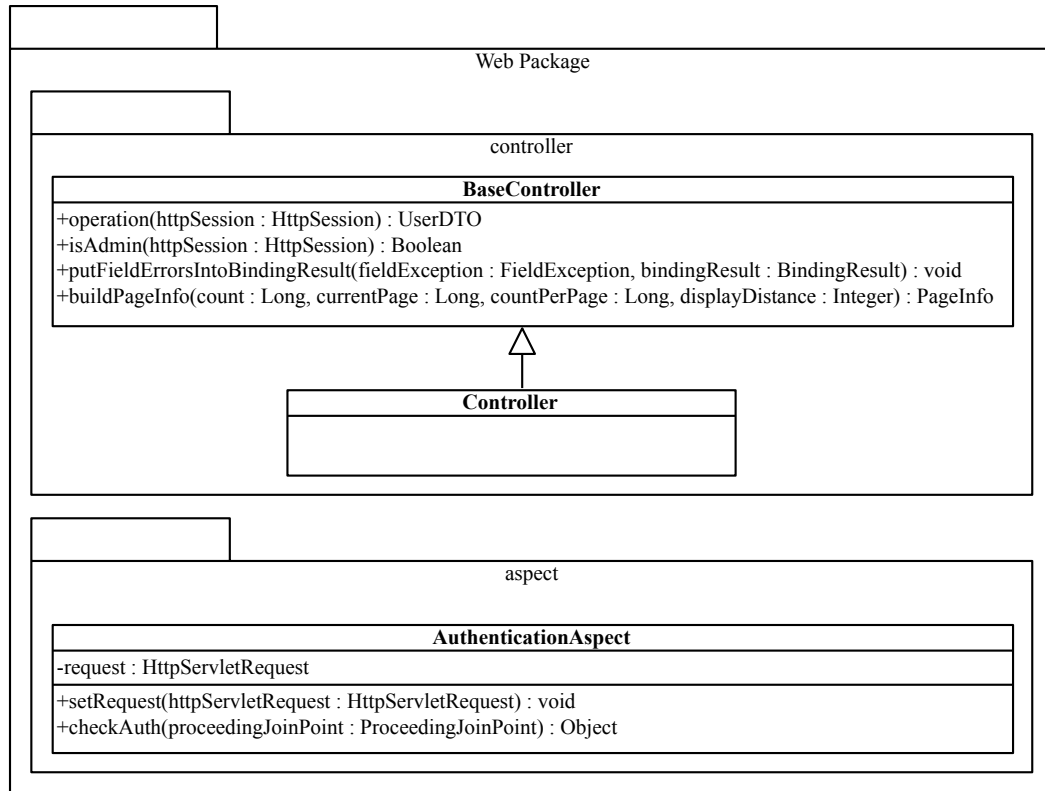 Web Package
controller
BaseController
+operation(httpSession : HttpSession) : UserDTO
+isAdmin(httpSession : HttpSession) : Boolean
+putFieldErrorsIntoBindingResult(fieldException : FieldException, bindingResult : BindingResult) : void
+buildPageInfo(count : Long, currentPage : Long, countPerPage : Long, displayDistance : Integer) : PageInfo
Controller
aspect
AuthenticationAspect
-request : HttpServletRequest
+setRequest(httpServletRequest : HttpServletRequest) : void
+checkAuth(proceedingJoinPoint : ProceedingJoinPoint) : Object